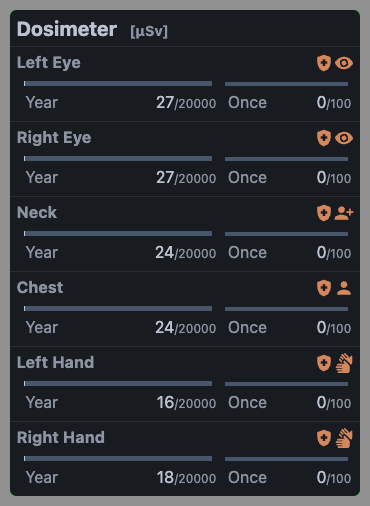 Dosimeter [µSv]
Left Eye
Year 27/20000 Once 0/100
Right Eye
Year 27/20000 Once 0/100
Neck
Year 24/20000 Once 0/100
Chest
Year 24/20000 Once 0/100
Left Hand
Year 16/20000 Once 0/100
Right Hand
Year 18/20000 Once 0/100